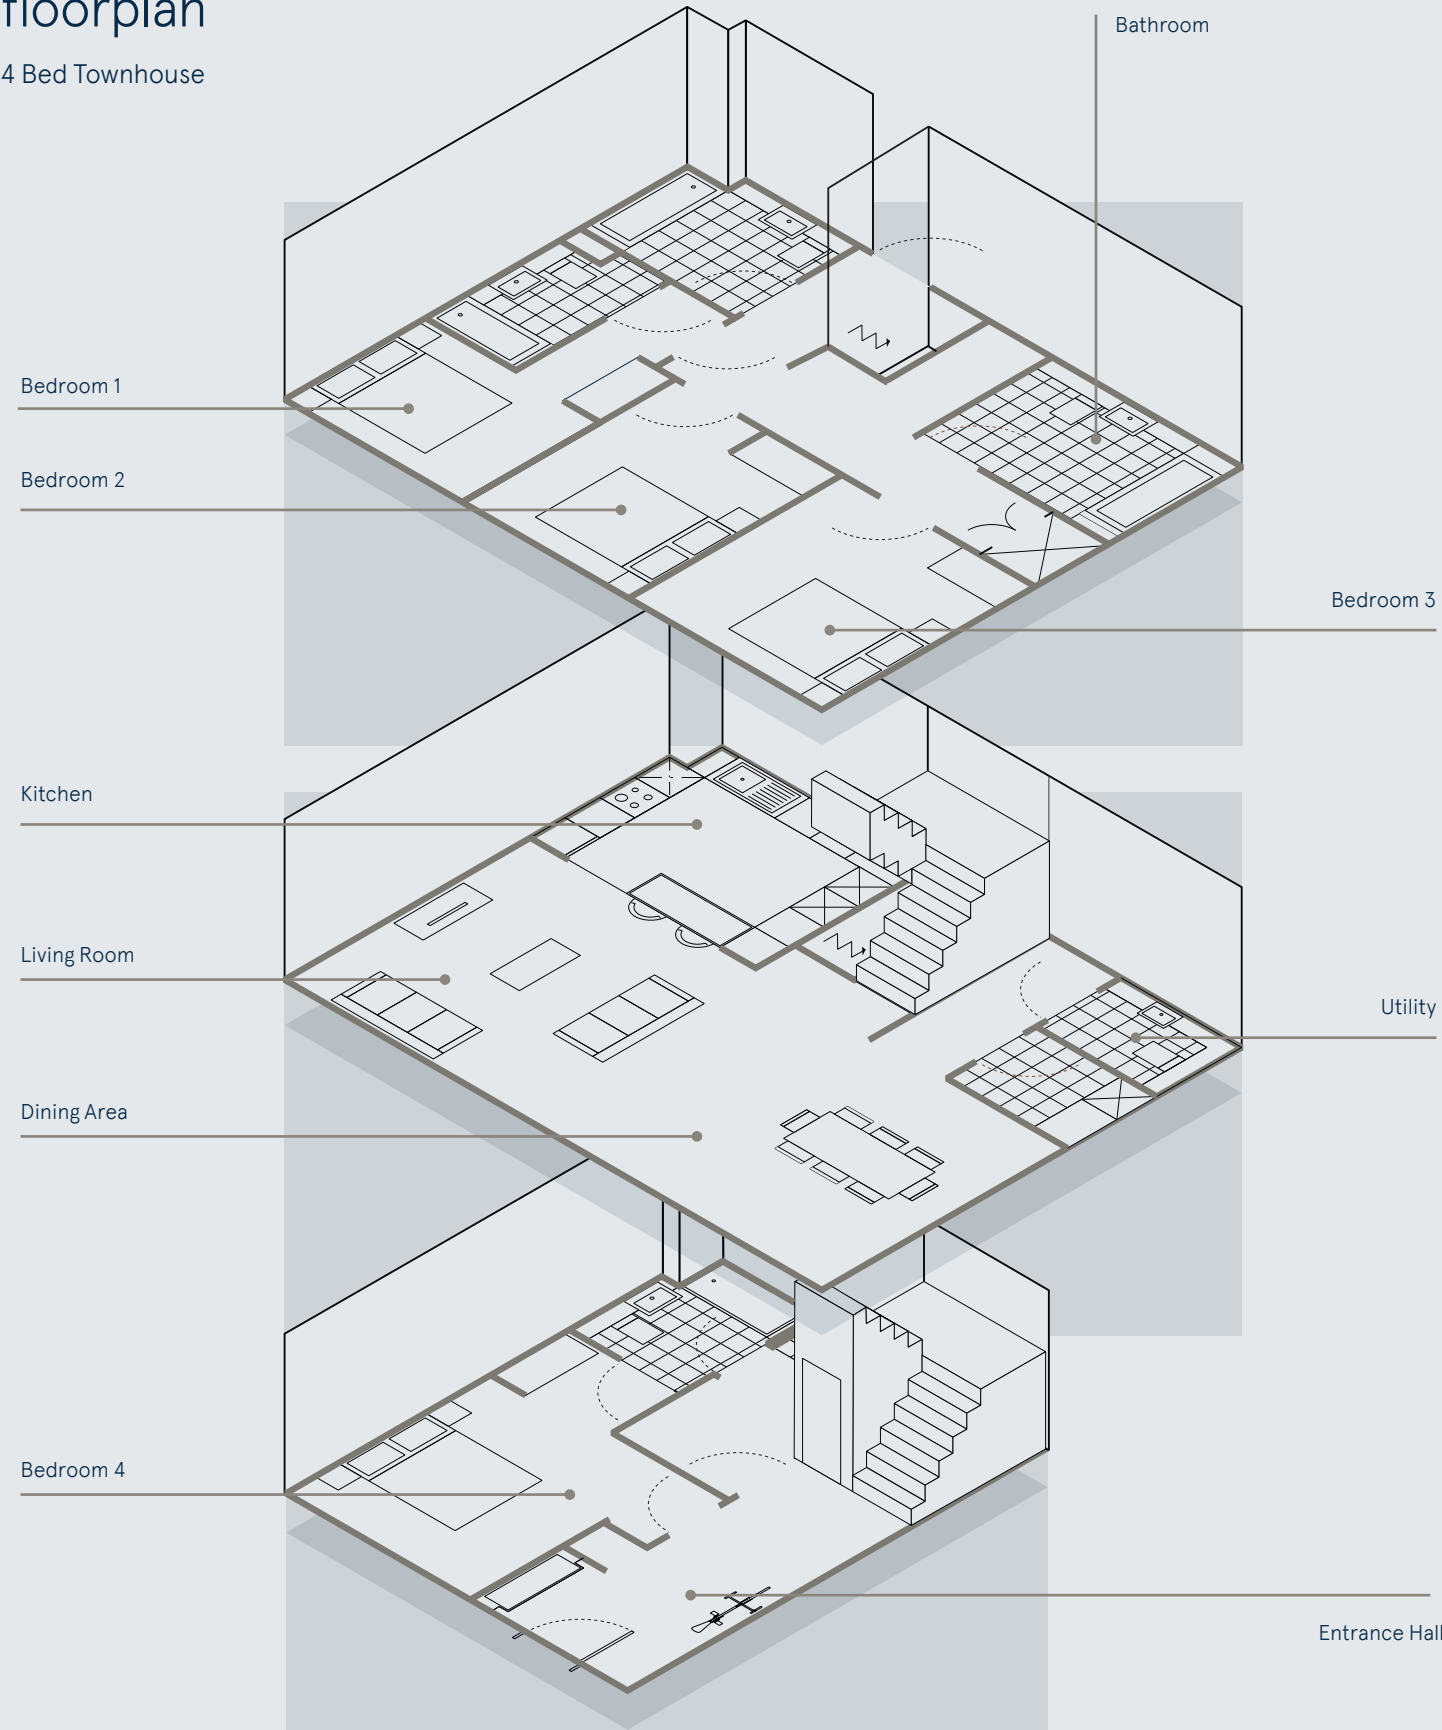 floorplan
4 Bed Townhouse
Bathroom
Bedroom 1
Bedroom 2
Bedroom 3
Kitchen
Living Room
Utility
Dining Area
Bedroom 4
Entrance Hall